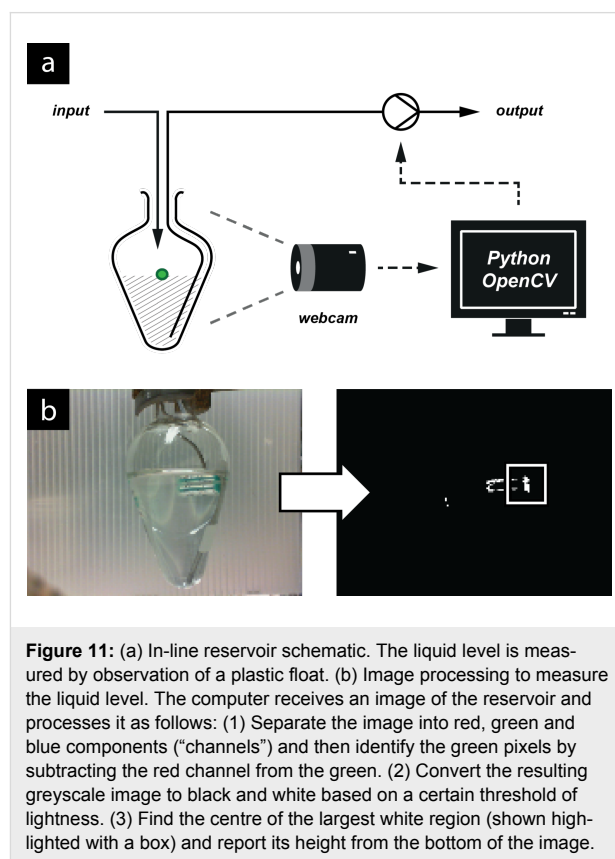 a
input
output
Python
OpenCV
webcam
b
Figure 11: (a) In-line reservoir schematic. The liquid level is meas-
ured by observation of a plastic float. (b) Image processing to measure
the liquid level. The computer receives an image of the reservoir and
processes it as follows: (1) Separate the image into red, green and
blue components (“channels”) and then identify the green pixels by
subtracting the red channel from the green. (2) Convert the resulting
greyscale image to black and white based on a certain threshold of
lightness. (3) Find the centre of the largest white region (shown high-
lighted with a box) and report its height from the bottom of the image.